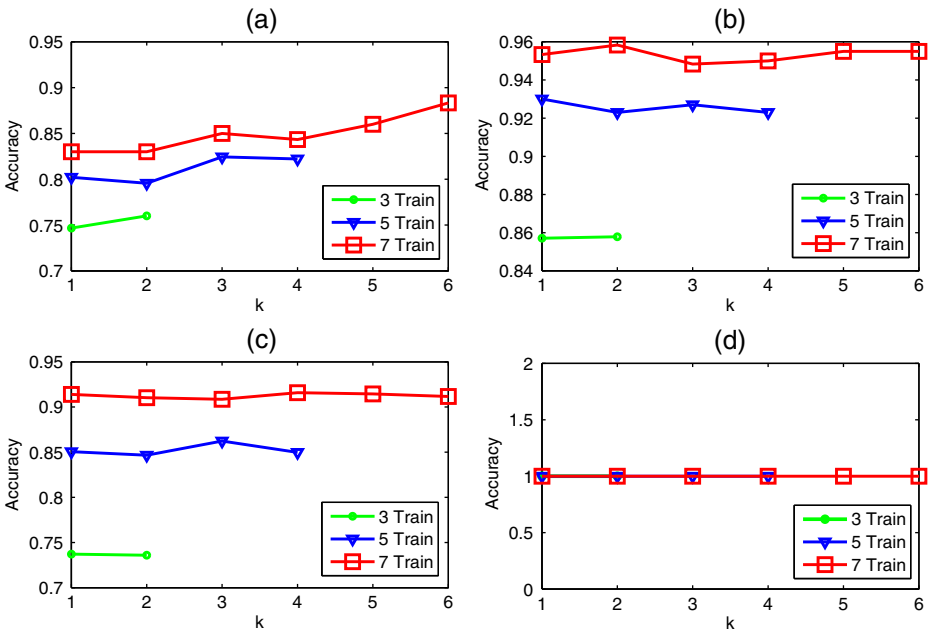 (a)
0.95
0.9
0.85
0.8
0.75
0.7
Accuracy
1 2 3 4 5 6
k
3 Train
5 Train
7 Train
(b)
0.96
0.94
0.92
0.9
0.88
0.86
0.84
Accuracy
1 2 3 4 5 6
k
3 Train
5 Train
7 Train
(c)
0.95
0.9
0.85
0.8
0.75
0.7
Accuracy
1 2 3 4 5 6
k
3 Train
5 Train
7 Train
(d)
2
1.5
1
0.5
0
Accuracy
1 2 3 4 5 6
k
3 Train
5 Train
7 Train